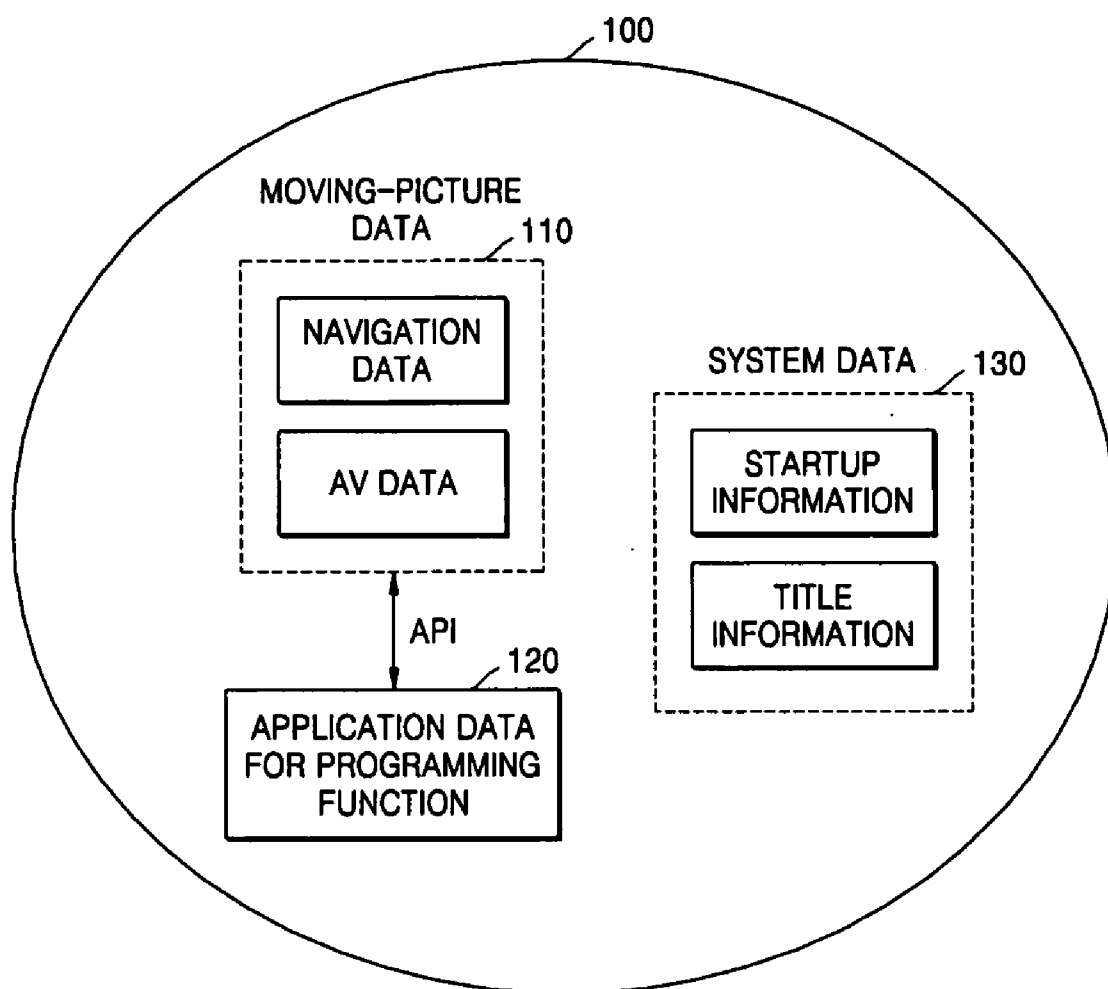 100
MOVING-PICTURE
DATA
110
NAVIGATION
DATA
AV DATA
API
120
APPLICATION DATA
FOR PROGRAMMING
FUNCTION
SYSTEM DATA
130
STARTUP
INFORMATION
TITLE
INFORMATION